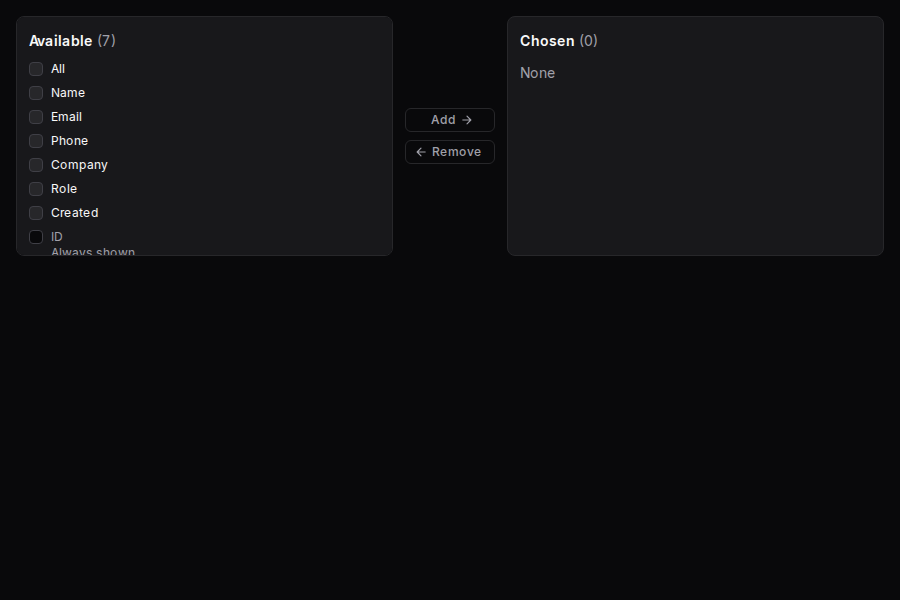 Available (7)
All
Name
Email
Phone
Company
Role
Created
ID
Always shown
Add →
← Remove
Chosen (0)
None